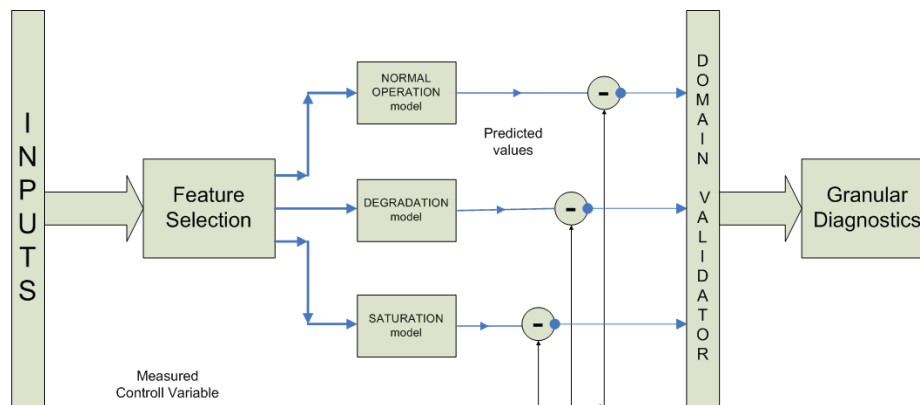 INPUTS
Feature
Selection
NORMAL
OPERATION
model
DEGRADATION
model
SATURATION
model
Predicted
values
-
-
-
DOMAIN VALIDATOR
Granular
Diagnostics
Measured
Controll Variable